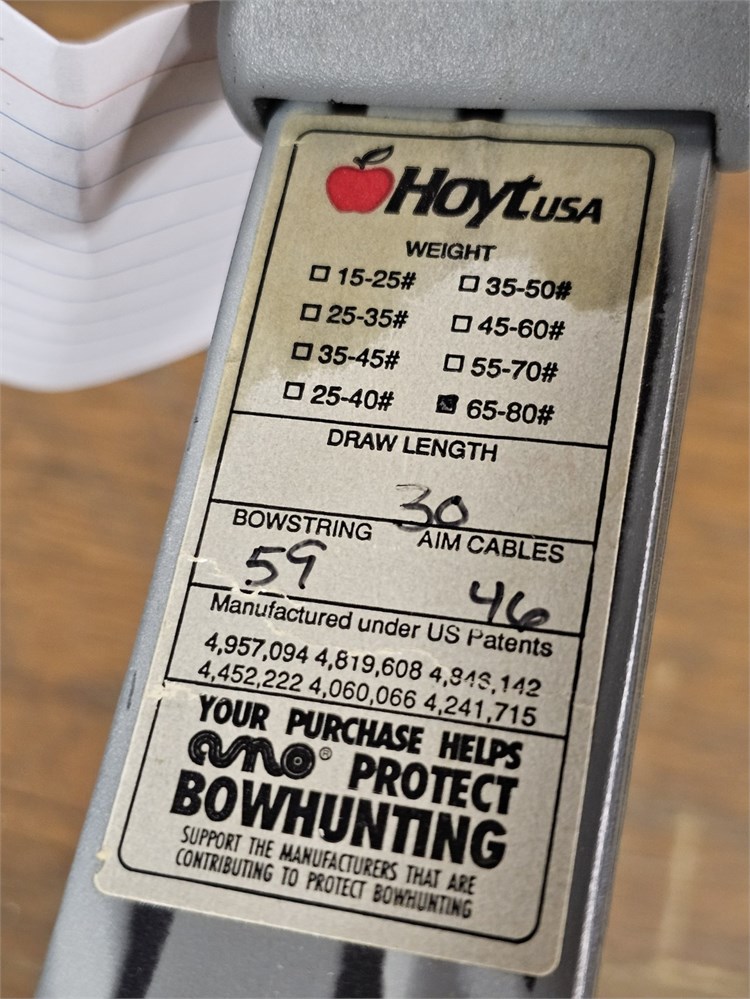 Hoyt USA
WEIGHT
15-25# 35-50#
25-35# 45-60#
35-45# 55-70#
25-40# 65-80#
DRAW LENGTH
30
BOWSTRING AIM CABLES
59 46
Manufactured under US Patents
4,957,094 4,819,608
4,452,222 4,060,066 4,241,715
YOUR PURCHASE HELPS
amo® PROTECT
BOWHUNTING
SUPPORT THE MANUFACTURERS THAT ARE
CONTRIBUTING TO PROTECT BOWHUNTING